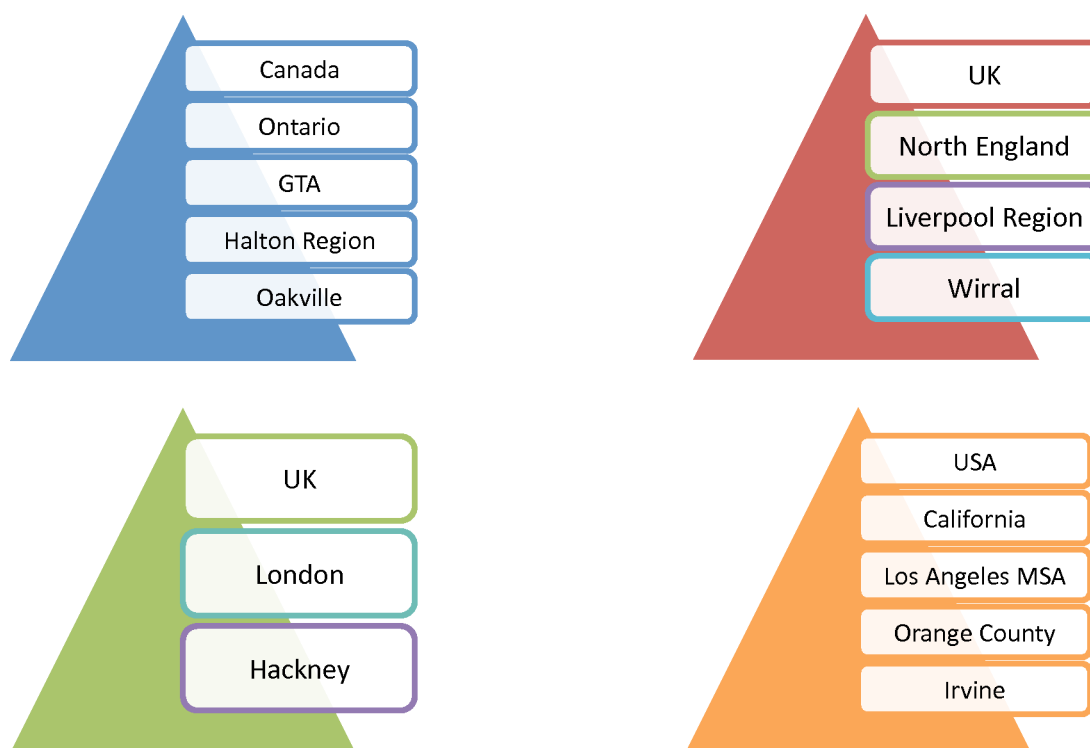 Canada
Ontario
GTA
Halton Region
Oakville
UK
North England
Liverpool Region
Wirral
UK
London
Hackney
USA
California
Los Angeles MSA
Orange County
Irvine